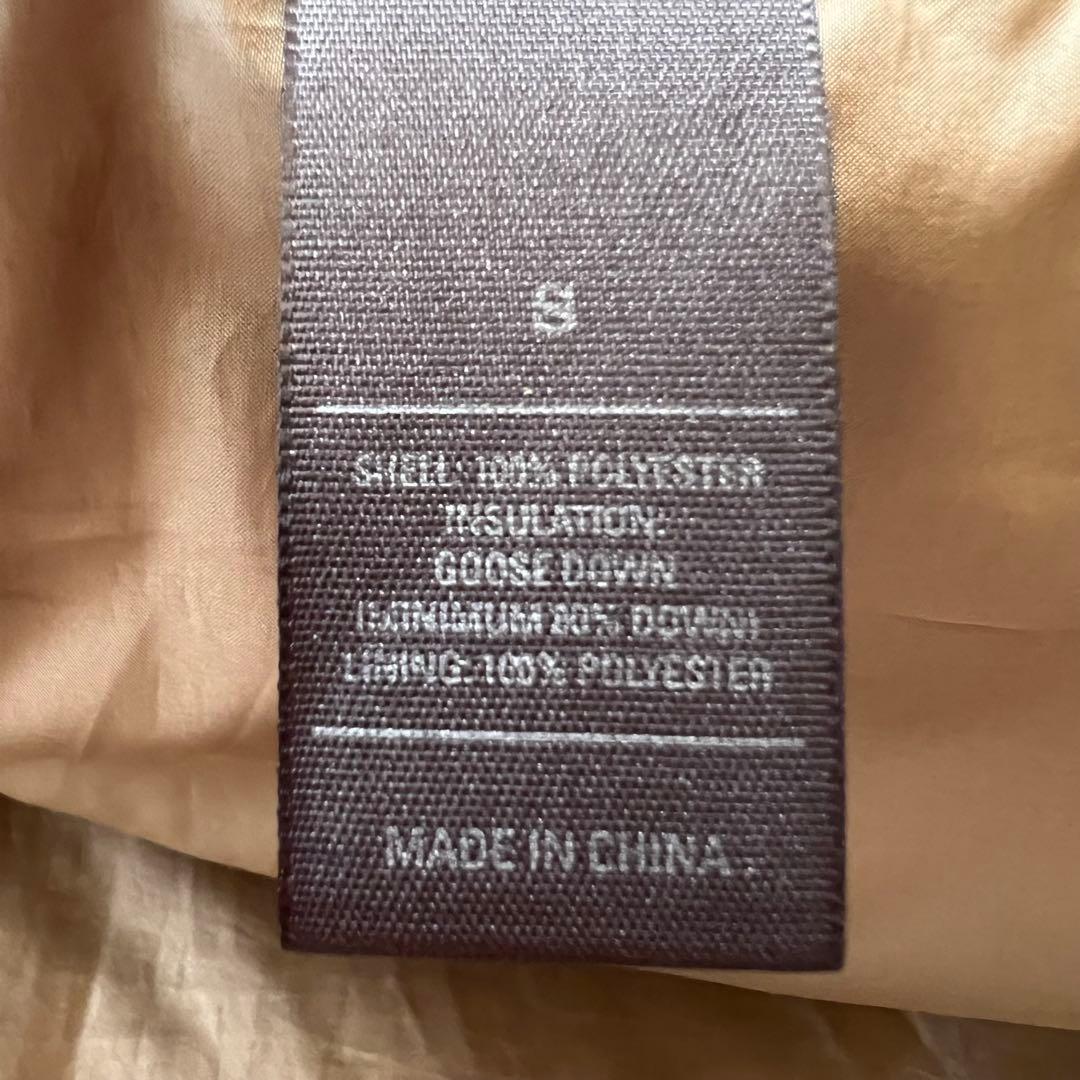 S
SHELL: 100% POLYESTER
INSULATION:
GOOSE DOWN
(MINIMUM 80% DOWN)
LINING: 100% POLYESTER
MADE IN CHINA